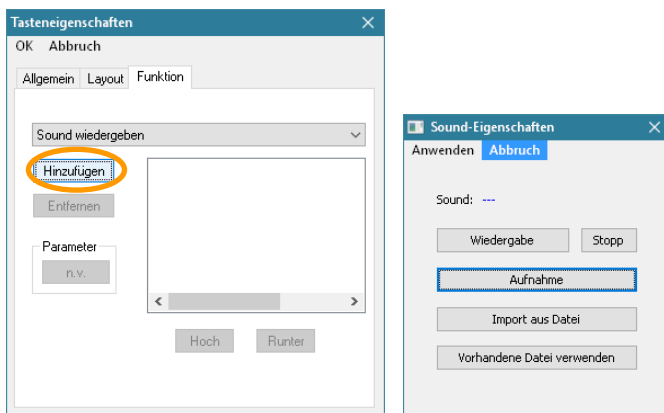 Tasteneigenschaften
OK Abbruch
Allgemein Layout Funktion
Sound wiedergeben
Hinzufügen
Entfernen
Parameter
n.v.
Hoch Runter
Sound-Eigenschaften
Anwenden Abbruch
Sound: ---
Wiedergabe Stopp
Aufnahme
Import aus Datei
Vorhandene Datei verwenden